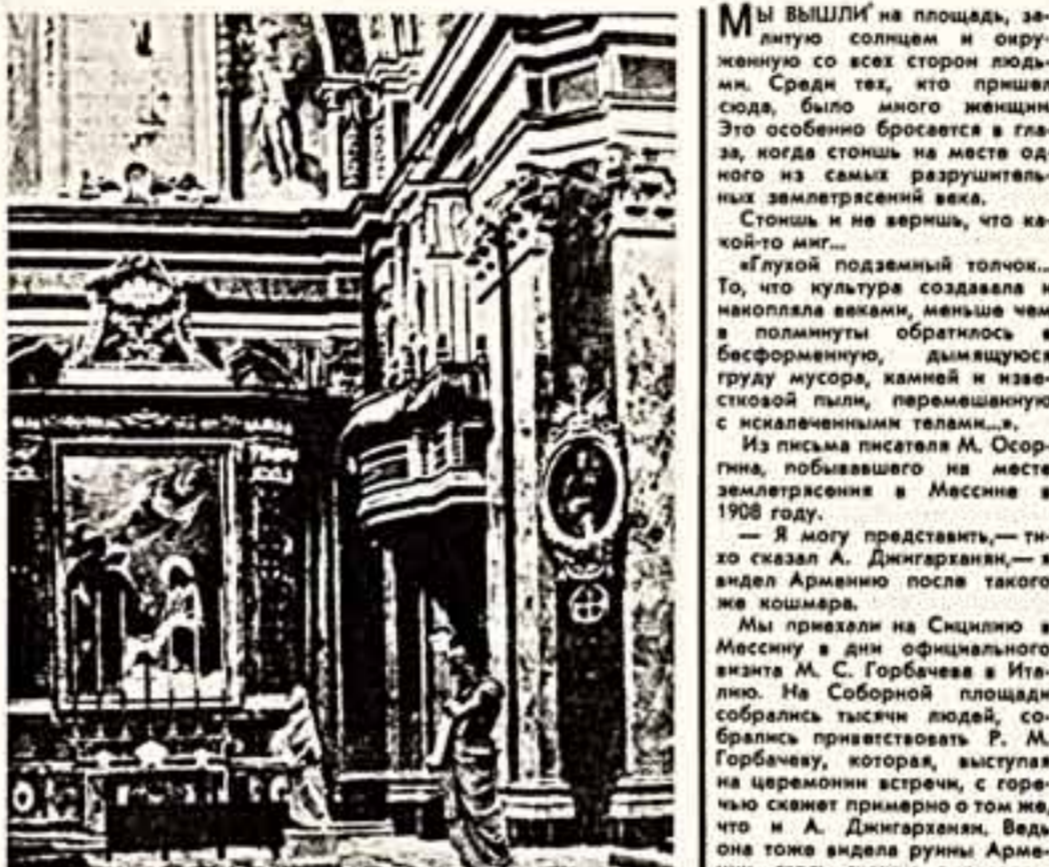 МЫ ВЫШЛИ на площадь, за-
литую солнцем и окру-
женную со всех сторон людь-
ми. Среди тех, кто пришел
сюда, было много женщин
Это особенно бросается в гла-
за, когда стоишь на месте од-
ного из самых разрушитель-
ных землетрясений века.
Стоишь и не веришь, что ка-
кой-то миг...
«Глухой подземный толчок...
То, что культура создавала и
накопляла веками, меньше чем
в полминуты обратилось в
бесформенную, дымящуюся
груду мусора, камней и изве-
стковой пыли, перемешанную
с искалеченными телами...».
Из письма писателя М. Осор-
гина, побывавшего на месте
землетрясения в Мессине в
1908 году.
— Я могу представить,— ти-
хо сказал А. Джигарханян,— я
видел Армению после такого
же кошмара.
Мы приехали на Сицилию в
Мессину в дни официального
визита М. С. Горбачева в Ита-
лию. На Соборной площади
собрались тысячи людей, со-
брались приветствовать Р. М.
Горбачеву, которая, выступая
на церемонии встречи, с горе-
чью скажет примерно о том же,
что и А. Джигарханян. Ведь
она тоже видела руины Арме-